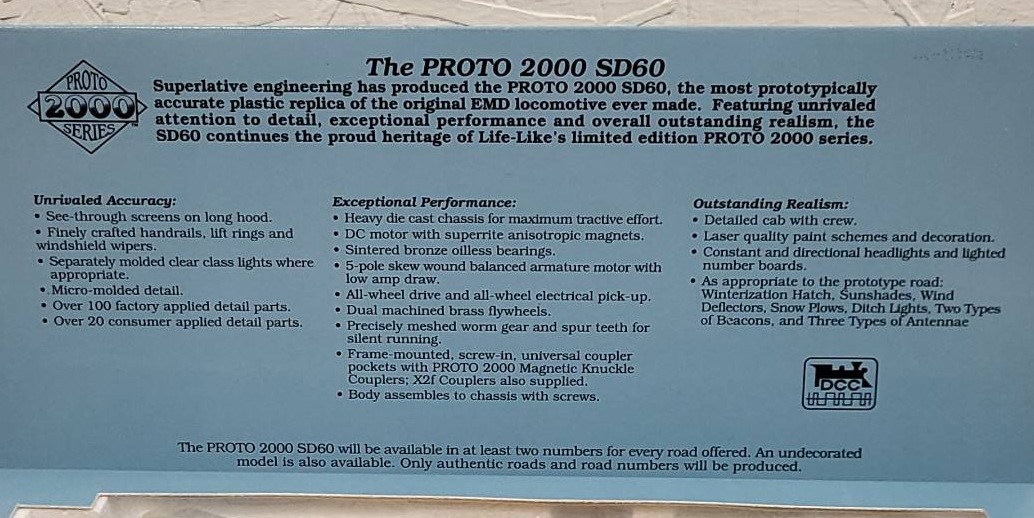 The PROTO 2000 SD60
PROTO
2000
SERIES
Superlative engineering has produced the PROTO 2000 SD60, the most prototypically
accurate plastic replica of the original EMD locomotive ever made. Featuring unrivaled
attention to detail, exceptional performance and overall outstanding realism, the
SD60 continues the proud heritage of Life-Like's limited edition PROTO 2000 series.
Unrivaled Accuracy:
• See-through screens on long hood.
• Finely crafted handrails, lift rings and
windshield wipers.
• Separately molded clear class lights where
appropriate.
• Micro-molded detail.
• Over 100 factory applied detail parts.
• Over 20 consumer applied detail parts.
Exceptional Performance:
• Heavy die cast chassis for maximum tractive effort.
• DC motor with superrite anisotropic magnets.
• Sintered bronze oilless bearings.
• 5-pole skew wound balanced armature motor with
low amp draw.
• All-wheel drive and all-wheel electrical pick-up.
• Dual machined brass flywheels.
• Precisely meshed worm gear and spur teeth for
silent running.
• Frame-mounted, screw-in, universal coupler
pockets with PROTO 2000 Magnetic Knuckle
Couplers; X2f Couplers also supplied.
• Body assembles to chassis with screws.
Outstanding Realism:
• Detailed cab with crew.
• Laser quality paint schemes and decoration.
• Constant and directional headlights and lighted
number boards.
• As appropriate to the prototype road:
Winterization Hatch, Sunshades, Wind
Deflectors, Snow Plows, Ditch Lights, Two Types
of Beacons, and Three Types of Antennae
DCC
The PROTO 2000 SD60 will be available in at least two numbers for every road offered. An undecorated
model is also available. Only authentic roads and road numbers will be produced.